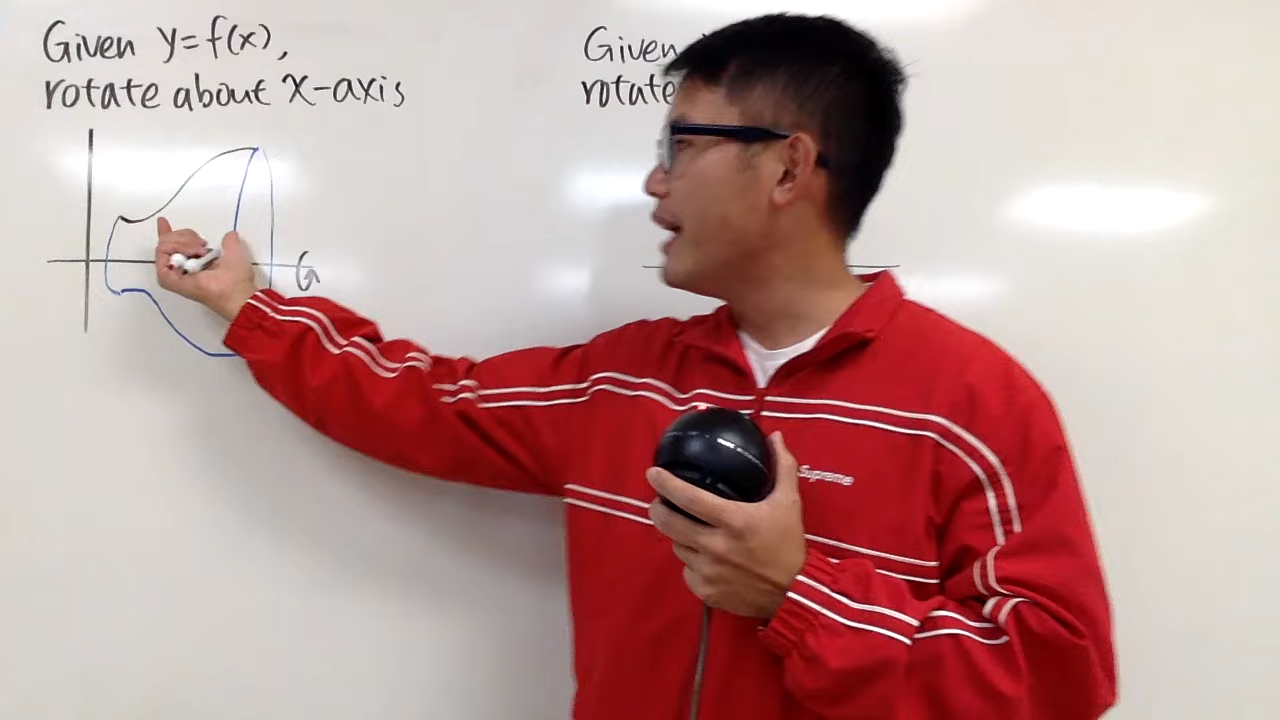 Given y=f(x),
rotate about x-axis
Given
rotate
Supreme